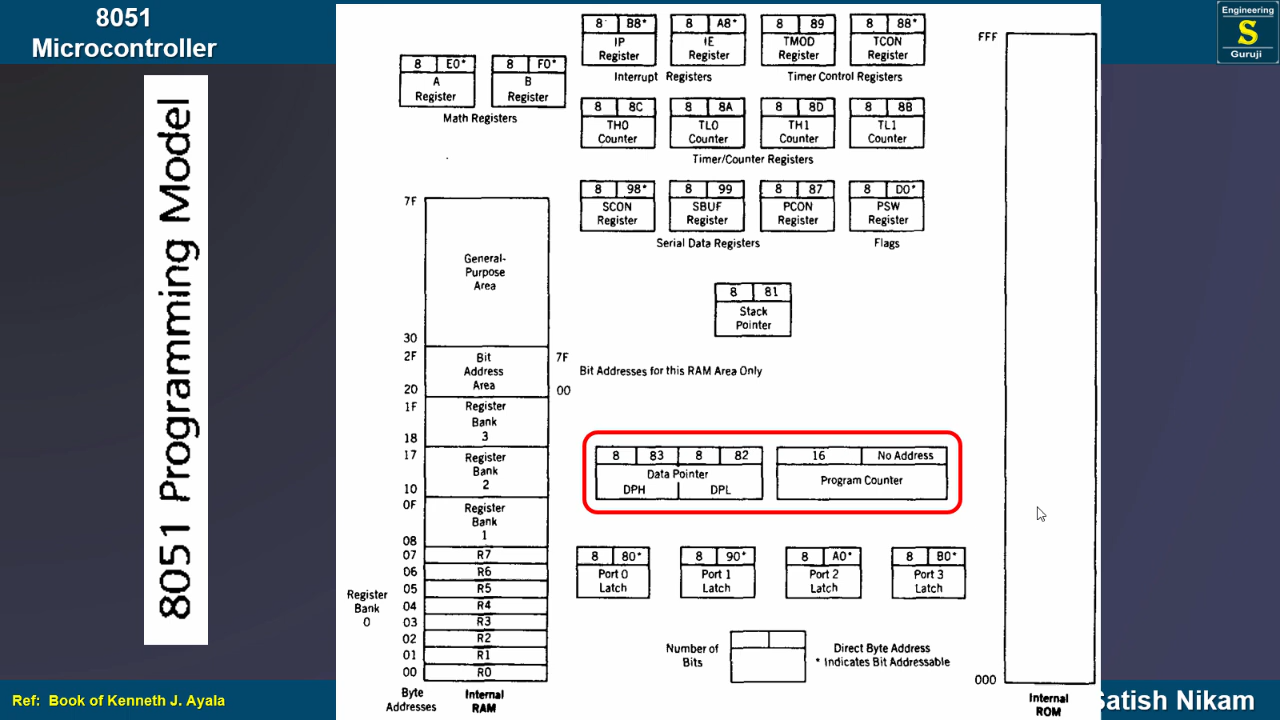 8051
Microcontroller
Engineering
S
Guruji
8051 Programming Model
8 E0* 8 F0*
A Register B Register
Math Registers
8 B8* 8 A8* 8 89 8 88*
IP Register IE Register TMOD Register TCON Register
Interrupt Registers Timer Control Registers
8 8C 8 8A 8 8D 8 8B
TH0 Counter TL0 Counter TH1 Counter TL1 Counter
Timer/Counter Registers
8 98* 8 99 8 87 8 D0*
SCON Register SBUF Register PCON Register PSW Register
Serial Data Registers Flags
8 81
Stack
Pointer
7F
General-
Purpose
Area
30
2F Bit 7F
Address
Area
20 00
Bit Addresses for this RAM Area Only
1F Register
Bank
18 3
17 Register
Bank
10 2
0F Register
Bank
08 1
07 R7
06 R6
05 R5
04 R4
03 R3
02 R2
01 R1
00 R0
Register
Bank
0
Byte
Addresses
Internal
RAM
8 83 8 82
Data Pointer
DPH DPL
16 No Address
Program Counter
8 80* 8 90* 8 A0* 8 B0*
Port 0 Latch Port 1 Latch Port 2 Latch Port 3 Latch
Number of
Bits
Direct Byte Address
* Indicates Bit Addressable
FFF
000
Internal
ROM
Ref: Book of Kenneth J. Ayala
Satish Nikam